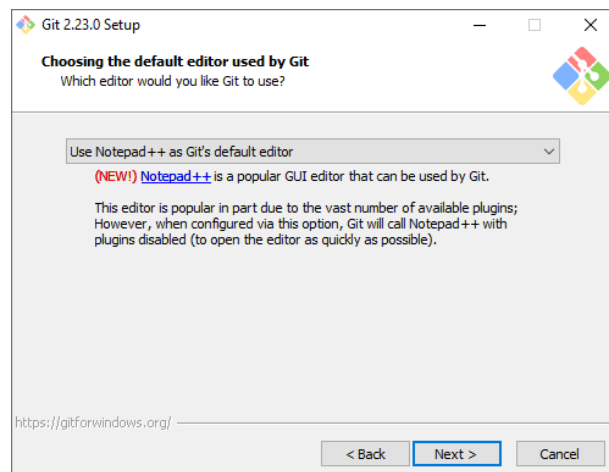 Git 2.23.0 Setup
Choosing the default editor used by Git
Which editor would you like Git to use?
Use Notepad++ as Git's default editor
(NEW!) Notepad++ is a popular GUI editor that can be used by Git.
This editor is popular in part due to the vast number of available plugins;
However, when configured via this option, Git will call Notepad++ with
plugins disabled (to open the editor as quickly as possible).
https://gitforwindows.org/
< Back
Next >
Cancel